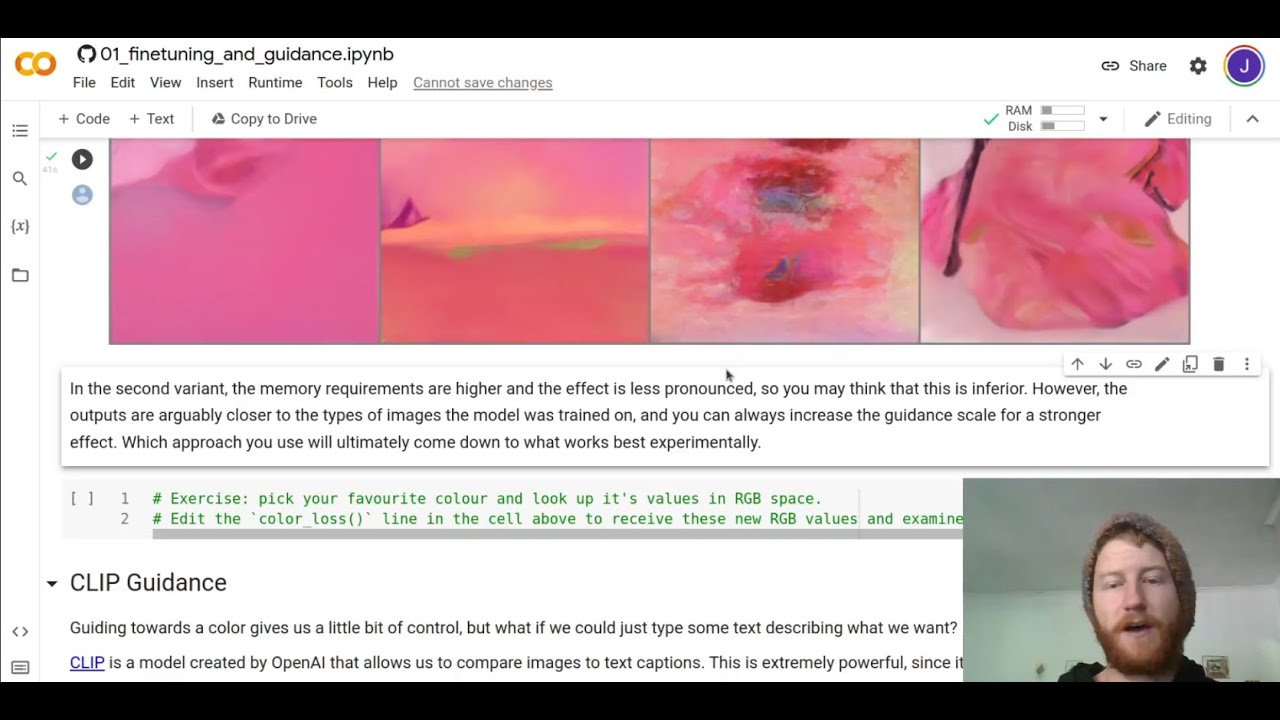 01_finetuning_and_guidance.ipynb
File Edit View Insert Runtime Tools Help Cannot save changes
Share
J
+ Code + Text Copy to Drive
RAM
Disk
Editing
41s
{x}
In the second variant, the memory requirements are higher and the effect is less pronounced, so you may think that this is inferior. However, the
outputs are arguably closer to the types of images the model was trained on, and you can always increase the guidance scale for a stronger
effect. Which approach you use will ultimately come down to what works best experimentally.
[ ] 1 # Exercise: pick your favourite colour and look up it's values in RGB space.
2 # Edit the `color_loss()` line in the cell above to receive these new RGB values and examine
CLIP Guidance
Guiding towards a color gives us a little bit of control, but what if we could just type some text describing what we want?
CLIP is a model created by OpenAI that allows us to compare images to text captions. This is extremely powerful, since it